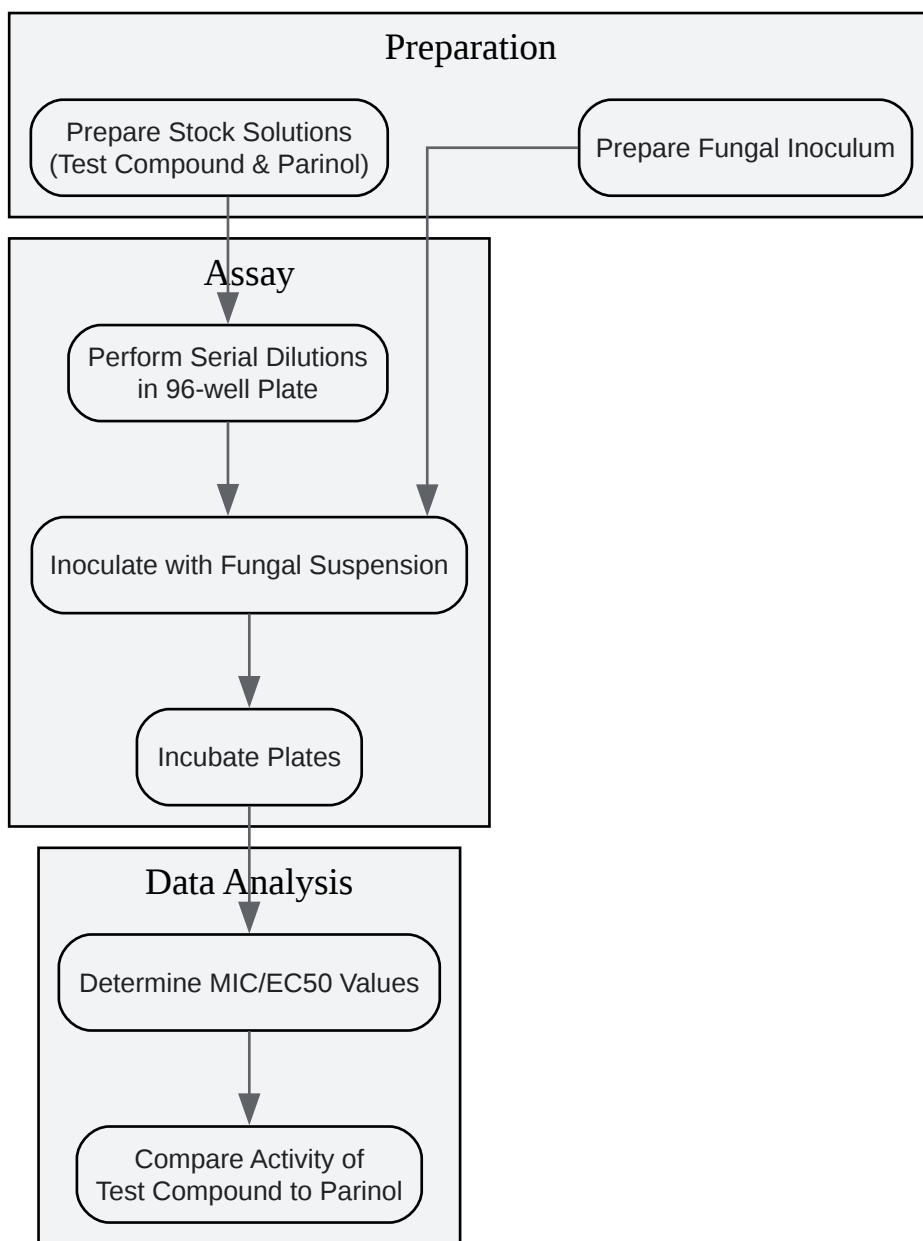 Preparation
Prepare Stock Solutions
(Test Compound & Parinol)
Prepare Fungal Inoculum
Assay
Perform Serial Dilutions
in 96-well Plate
Inoculate with Fungal Suspension
Incubate Plates
Data Analysis
Determine MIC/EC50 Values
Compare Activity of
Test Compound to Parinol